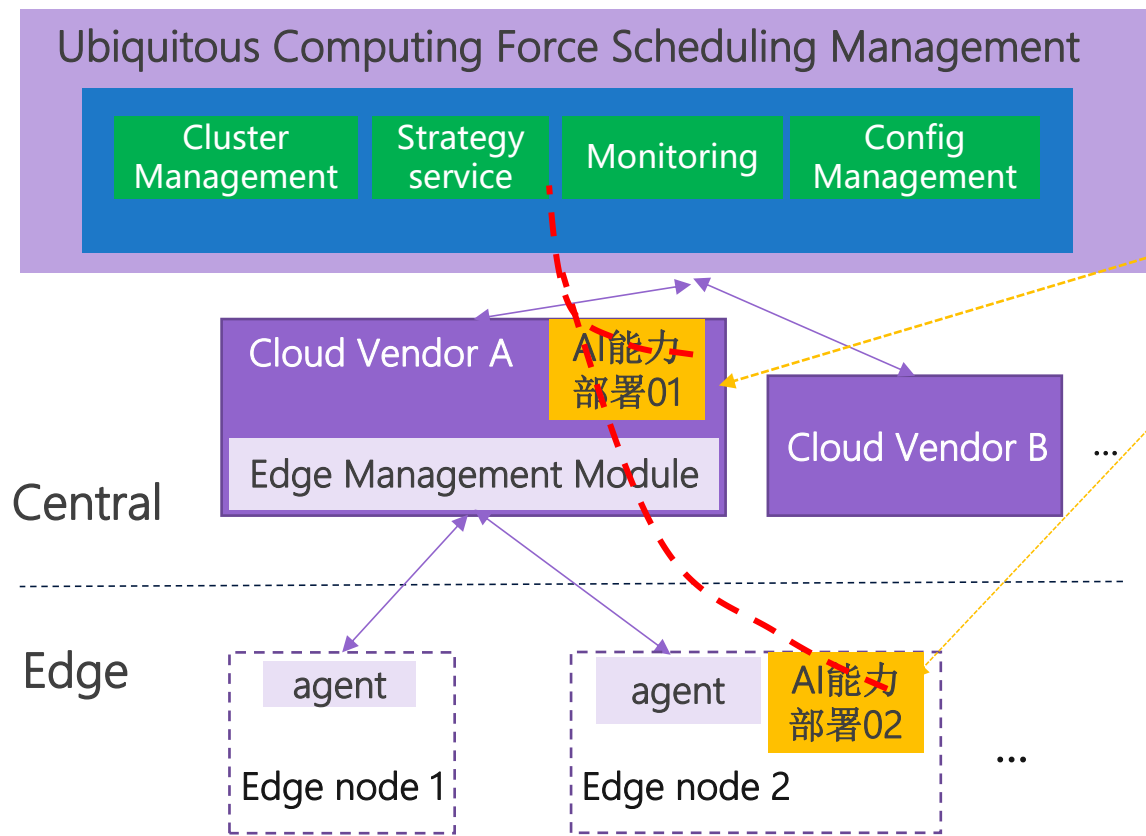 Ubiquitous Computing Force Scheduling Management
Cluster
Management
Strategy
service
Monitoring
Config
Management
Cloud Vendor A
AI能力
部署01
Edge Management Module
Cloud Vendor B
...
Central
Edge
agent
Edge node 1
agent
AI能力
部署02
Edge node 2
...